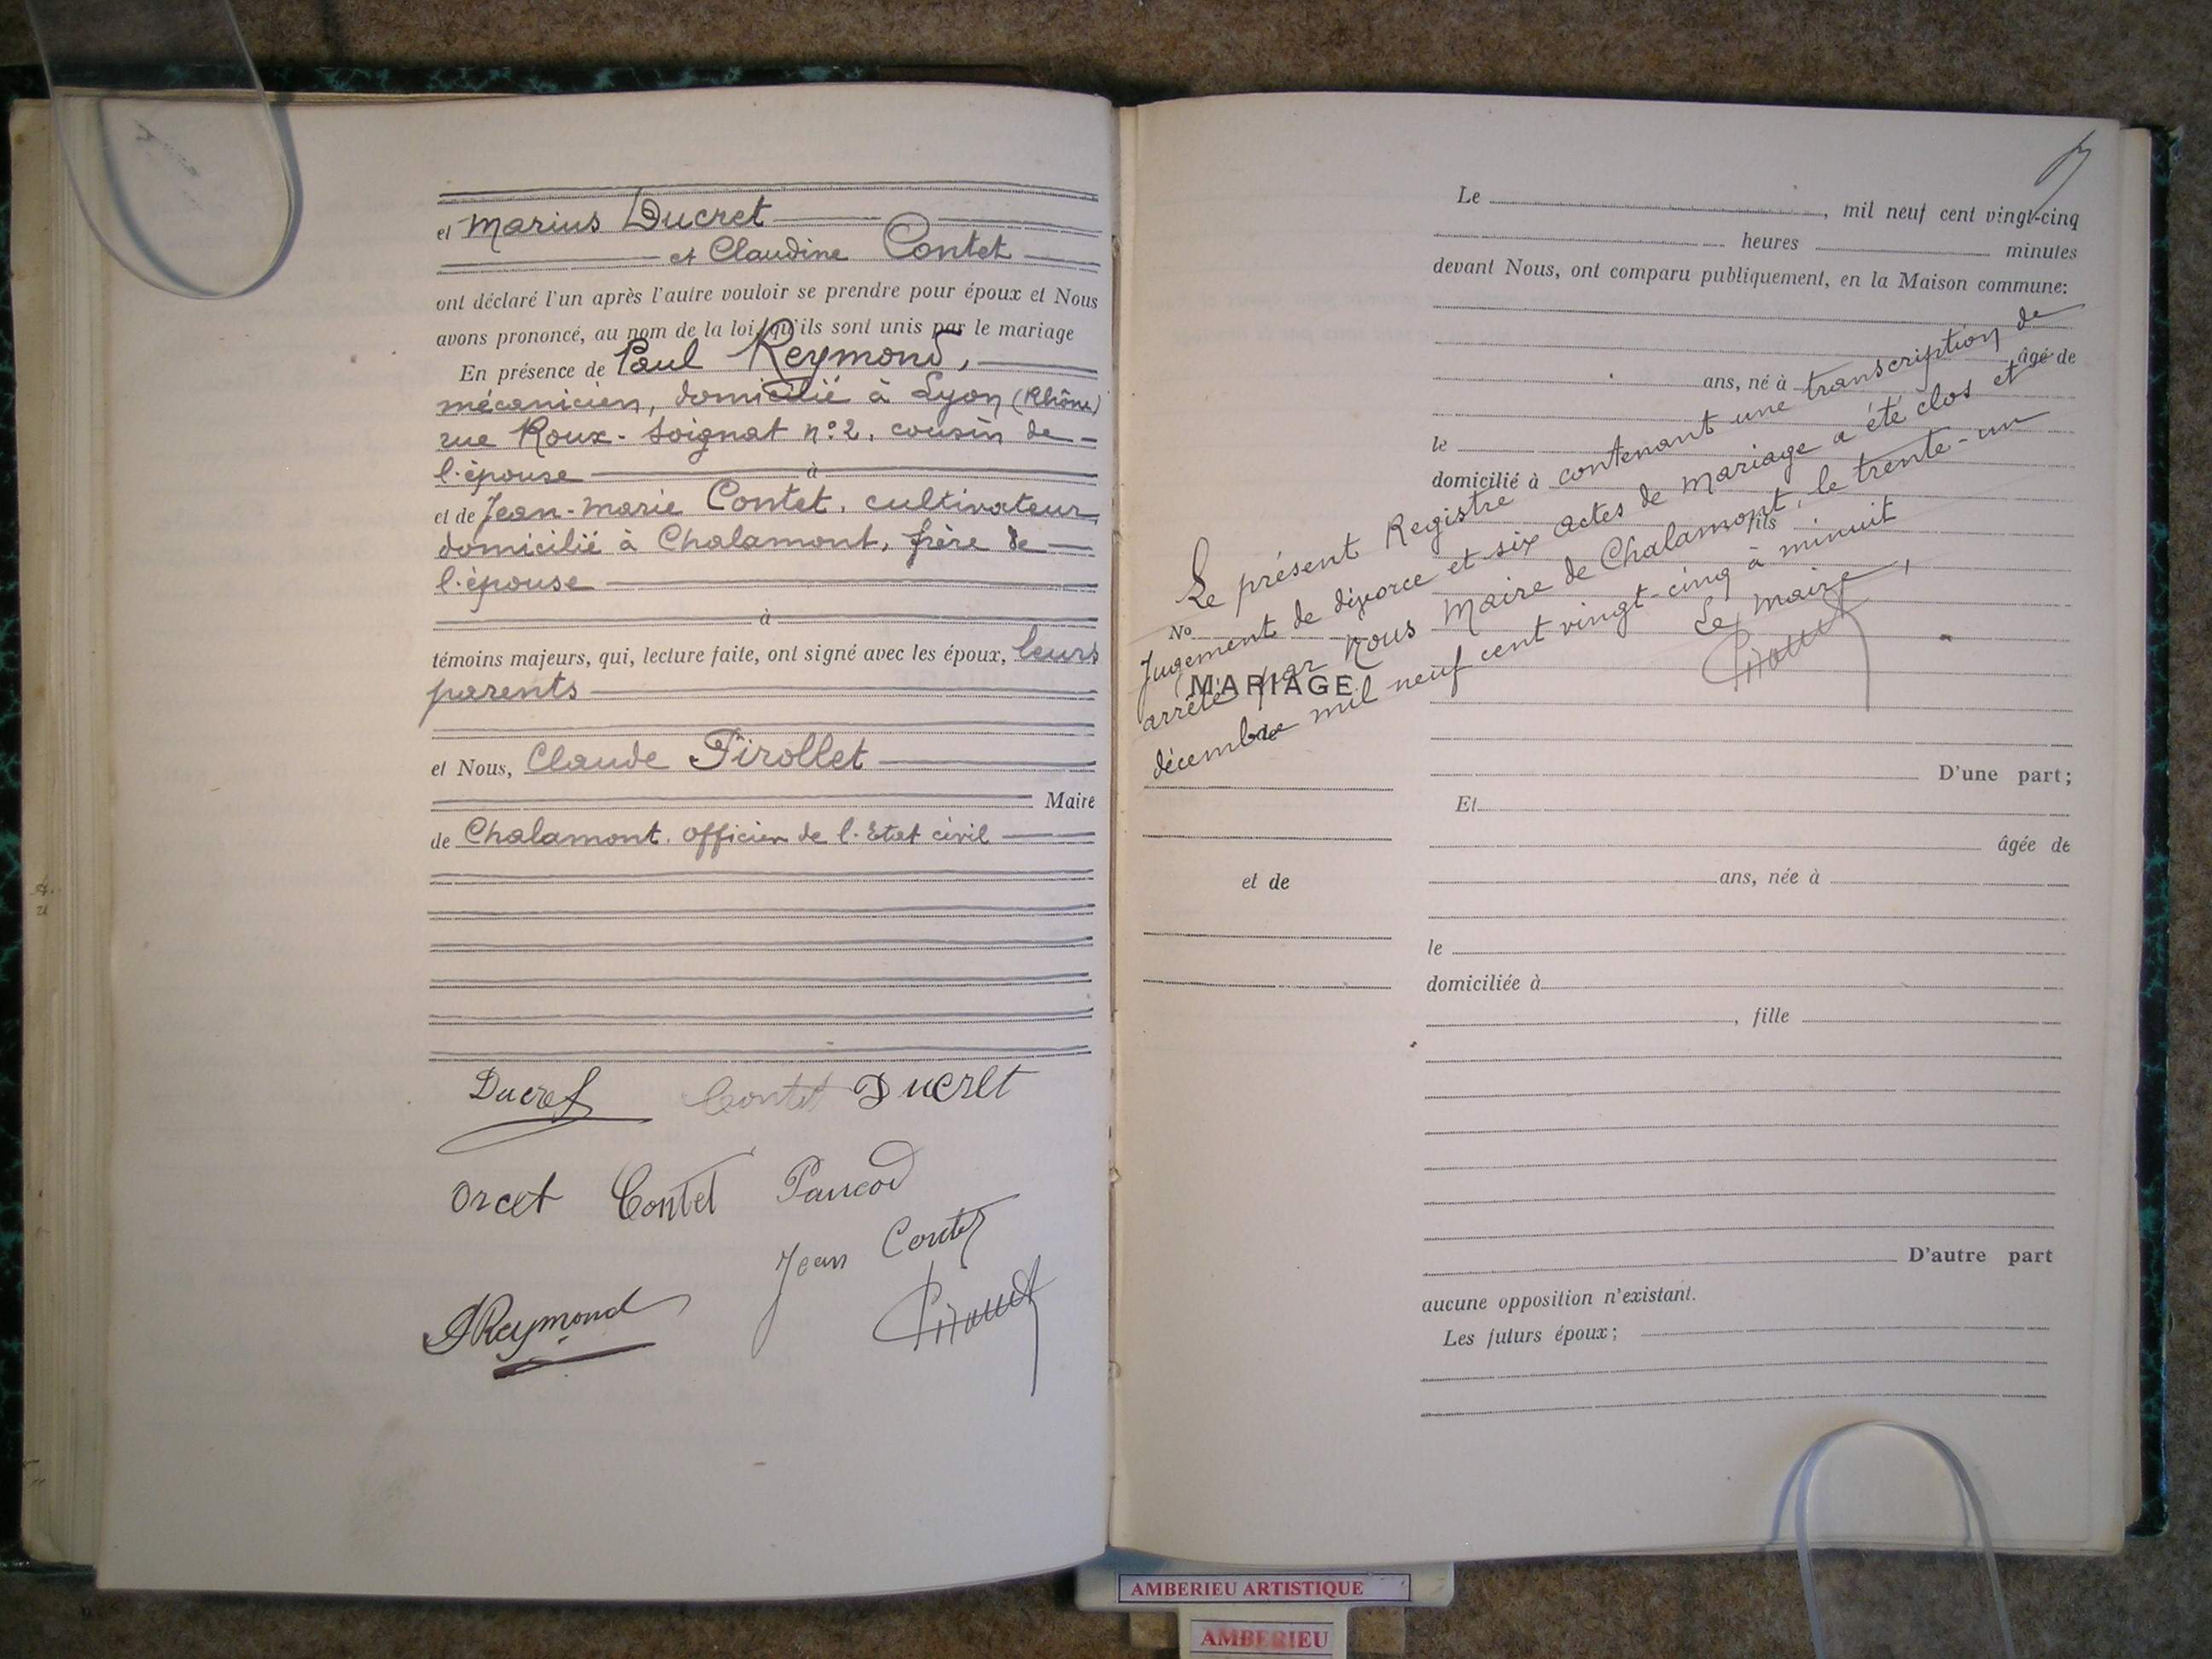 et Marius Ducret
et Claudine Contet
ont déclaré l'un après l'autre vouloir se prendre pour époux et Nous
avons prononcé, au nom de la loi, qu'ils sont unis par le mariage
En présence de Paul Reymond,
mécanicien, domicilié à Lyon (Rhône)
rue Roux-Soignat n°2, cousin de
l'épouse à
et de Jean-Marie Contet, cultivateur,
domicilié à Chalamont, frère de
l'épouse
à
témoins majeurs, qui, lecture faite, ont signé avec les époux, leurs
parents
et Nous, Claude Pirollet
Maire
de Chalamont, officier de l'Etat civil
Ducret Contet Ducret
Orcet Contet Pancod
Jean Contet
Reymond
Le , mil neuf cent vingt-cinq
heures minutes
devant Nous, ont comparu publiquement, en la Maison commune:
âgé de
ans, né à
le
domicilié à
fils
Le présent Registre contenant une transcription de
Jugement de divorce et six actes de mariage a été clos et
arrêté par Nous Maire de Chalamont, le trente-un
décembre mil neuf cent vingt-cinq à minuit
Le Maire,
No
MARIAGE
et de
D'une part;
Et
âgée de
ans, née à
le
domiciliée à
, fille
D'autre part
aucune opposition n'existant.
Les futurs époux;
AMBERIEU ARTISTIQUE
AMBERIEU